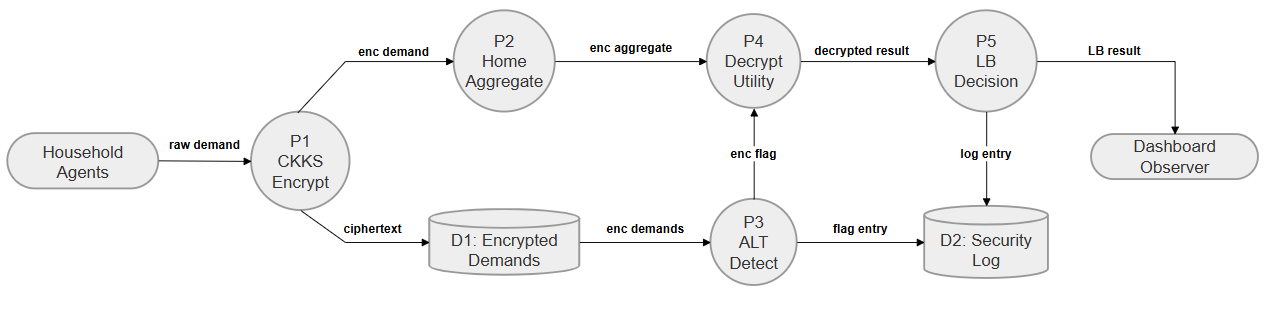 Household
Agents
raw demand
P1
CKKS
Encrypt
enc demand
P2
Home
Aggregate
enc aggregate
P4
Decrypt
Utility
decrypted result
P5
LB
Decision
LB result
Dashboard
Observer
ciphertext
D1: Encrypted
Demands
enc demands
P3
ALT
Detect
enc flag
flag entry
log entry
D2: Security
Log